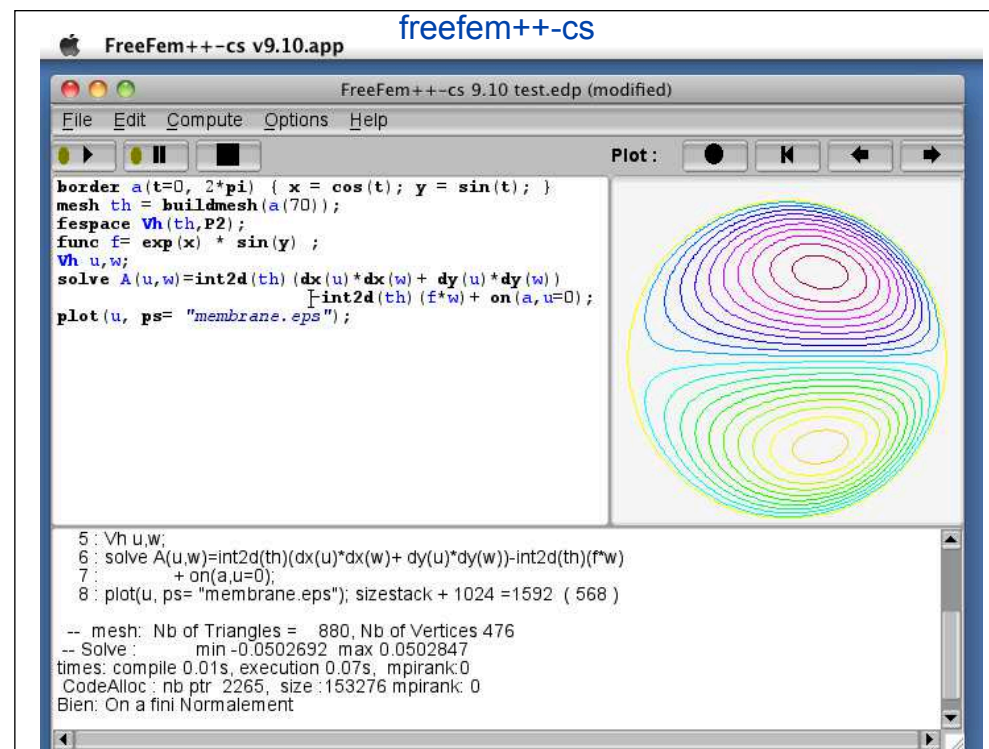 freefem++-cs
FreeFem++-cs v9.10.app
FreeFem++-cs 9.10 test.edp (modified)
File Edit Compute Options Help
Plot :
border a(t=0, 2*pi) { x = cos(t); y = sin(t); }
mesh th = buildmesh(a(70));
fespace Vh(th,P2);
func f= exp(x) * sin(y) ;
Vh u,w;
solve A(u,w)=int2d(th)(dx(u)*dx(w)+ dy(u)*dy(w))
-int2d(th)(f*w)+ on(a,u=0);
plot(u, ps= "membrane.eps");
5 : Vh u,w;
6 : solve A(u,w)=int2d(th)(dx(u)*dx(w)+ dy(u)*dy(w))-int2d(th)(f*w)
7 : + on(a,u=0);
8 : plot(u, ps= "membrane.eps"); sizestack + 1024 =1592 ( 568 )
-- mesh: Nb of Triangles = 880, Nb of Vertices 476
-- Solve : min -0.0502692 max 0.0502847
times: compile 0.01s, execution 0.07s, mpirank:0
CodeAlloc : nb ptr 2265, size :153276 mpirank: 0
Bien: On a fini Normalement